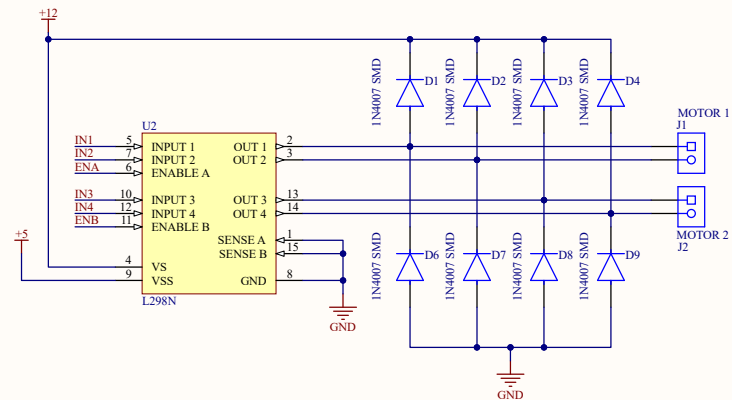 +12
1N4007 SMD
D1
1N4007 SMD
D2
1N4007 SMD
D3
1N4007 SMD
D4
MOTOR 1
J1
U2
IN1 5 INPUT 1 OUT 1 2
IN2 7 INPUT 2 OUT 2 3
ENA 6 ENABLE A
IN3 10 INPUT 3 OUT 3 13
IN4 12 INPUT 4 OUT 4 14
ENB 11 ENABLE B
SENSE A 1
SENSE B 15
+5
4 VS
9 VSS GND 8
L298N
GND
MOTOR 2
J2
1N4007 SMD
D6
1N4007 SMD
D7
1N4007 SMD
D8
1N4007 SMD
D9
GND